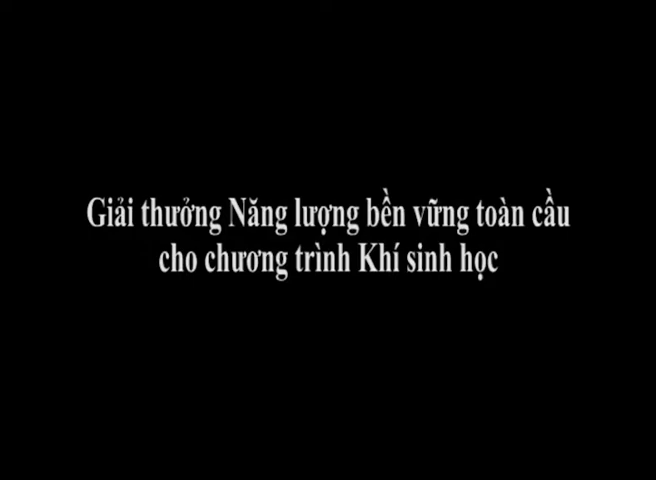 Giải thưởng Năng lượng bền vững toàn cầu
cho chương trình Khí sinh học